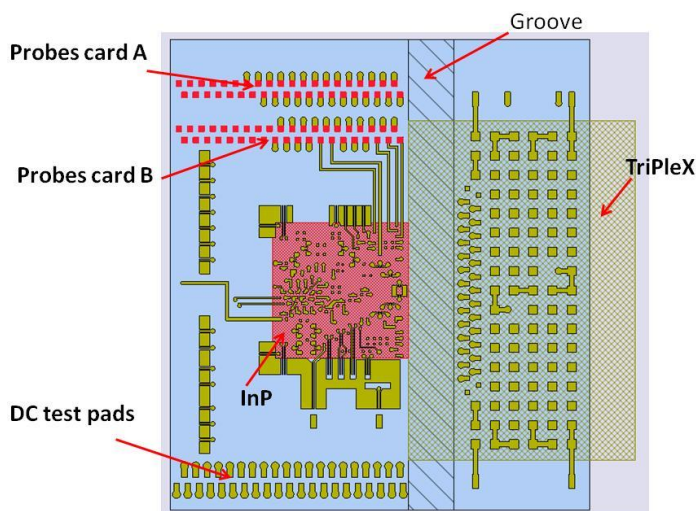 Groove
Probes card A
Probes card B
TriPleX
InP
DC test pads